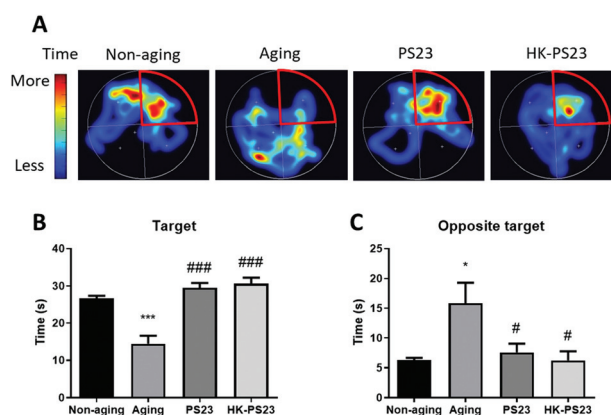 A
Time Non-aging Aging PS23 HK-PS23
More
Less
B Target
Time (s)
40
30
20
10
0
***
###
###
Non-aging Aging PS23 HK-PS23
C Opposite target
Time (s)
25
20
15
10
5
0
*
#
#
Non-aging Aging PS23 HK-PS23